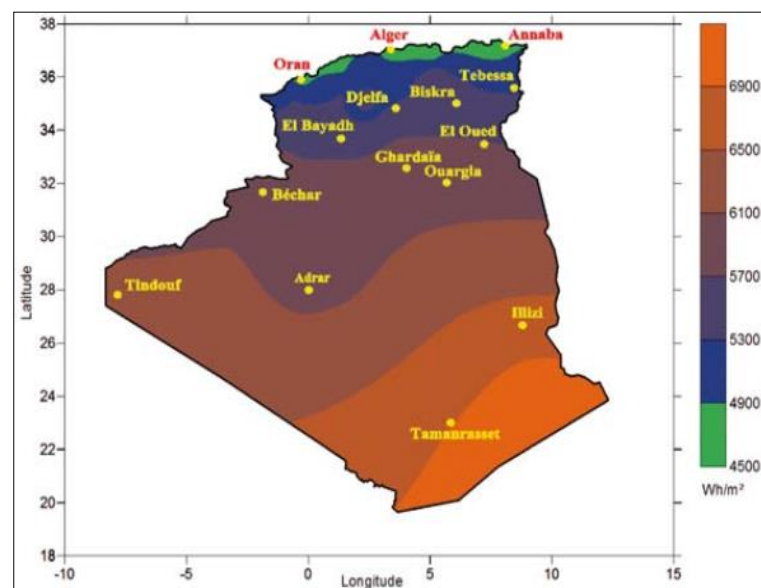 38
36
34
32
30
28
26
24
22
20
18
Latitude
-10
-5
0
5
10
15
Longitude
Alger
Annaba
Oran
Tebessa
Djelfa
Biskra
El Bayadh
El Oued
Ghardaïa
Ouargla
Béchar
Tindouf
Adrar
Illizi
Tamanrasset
6900
6500
6100
5700
5300
4900
4500
Wh/m²